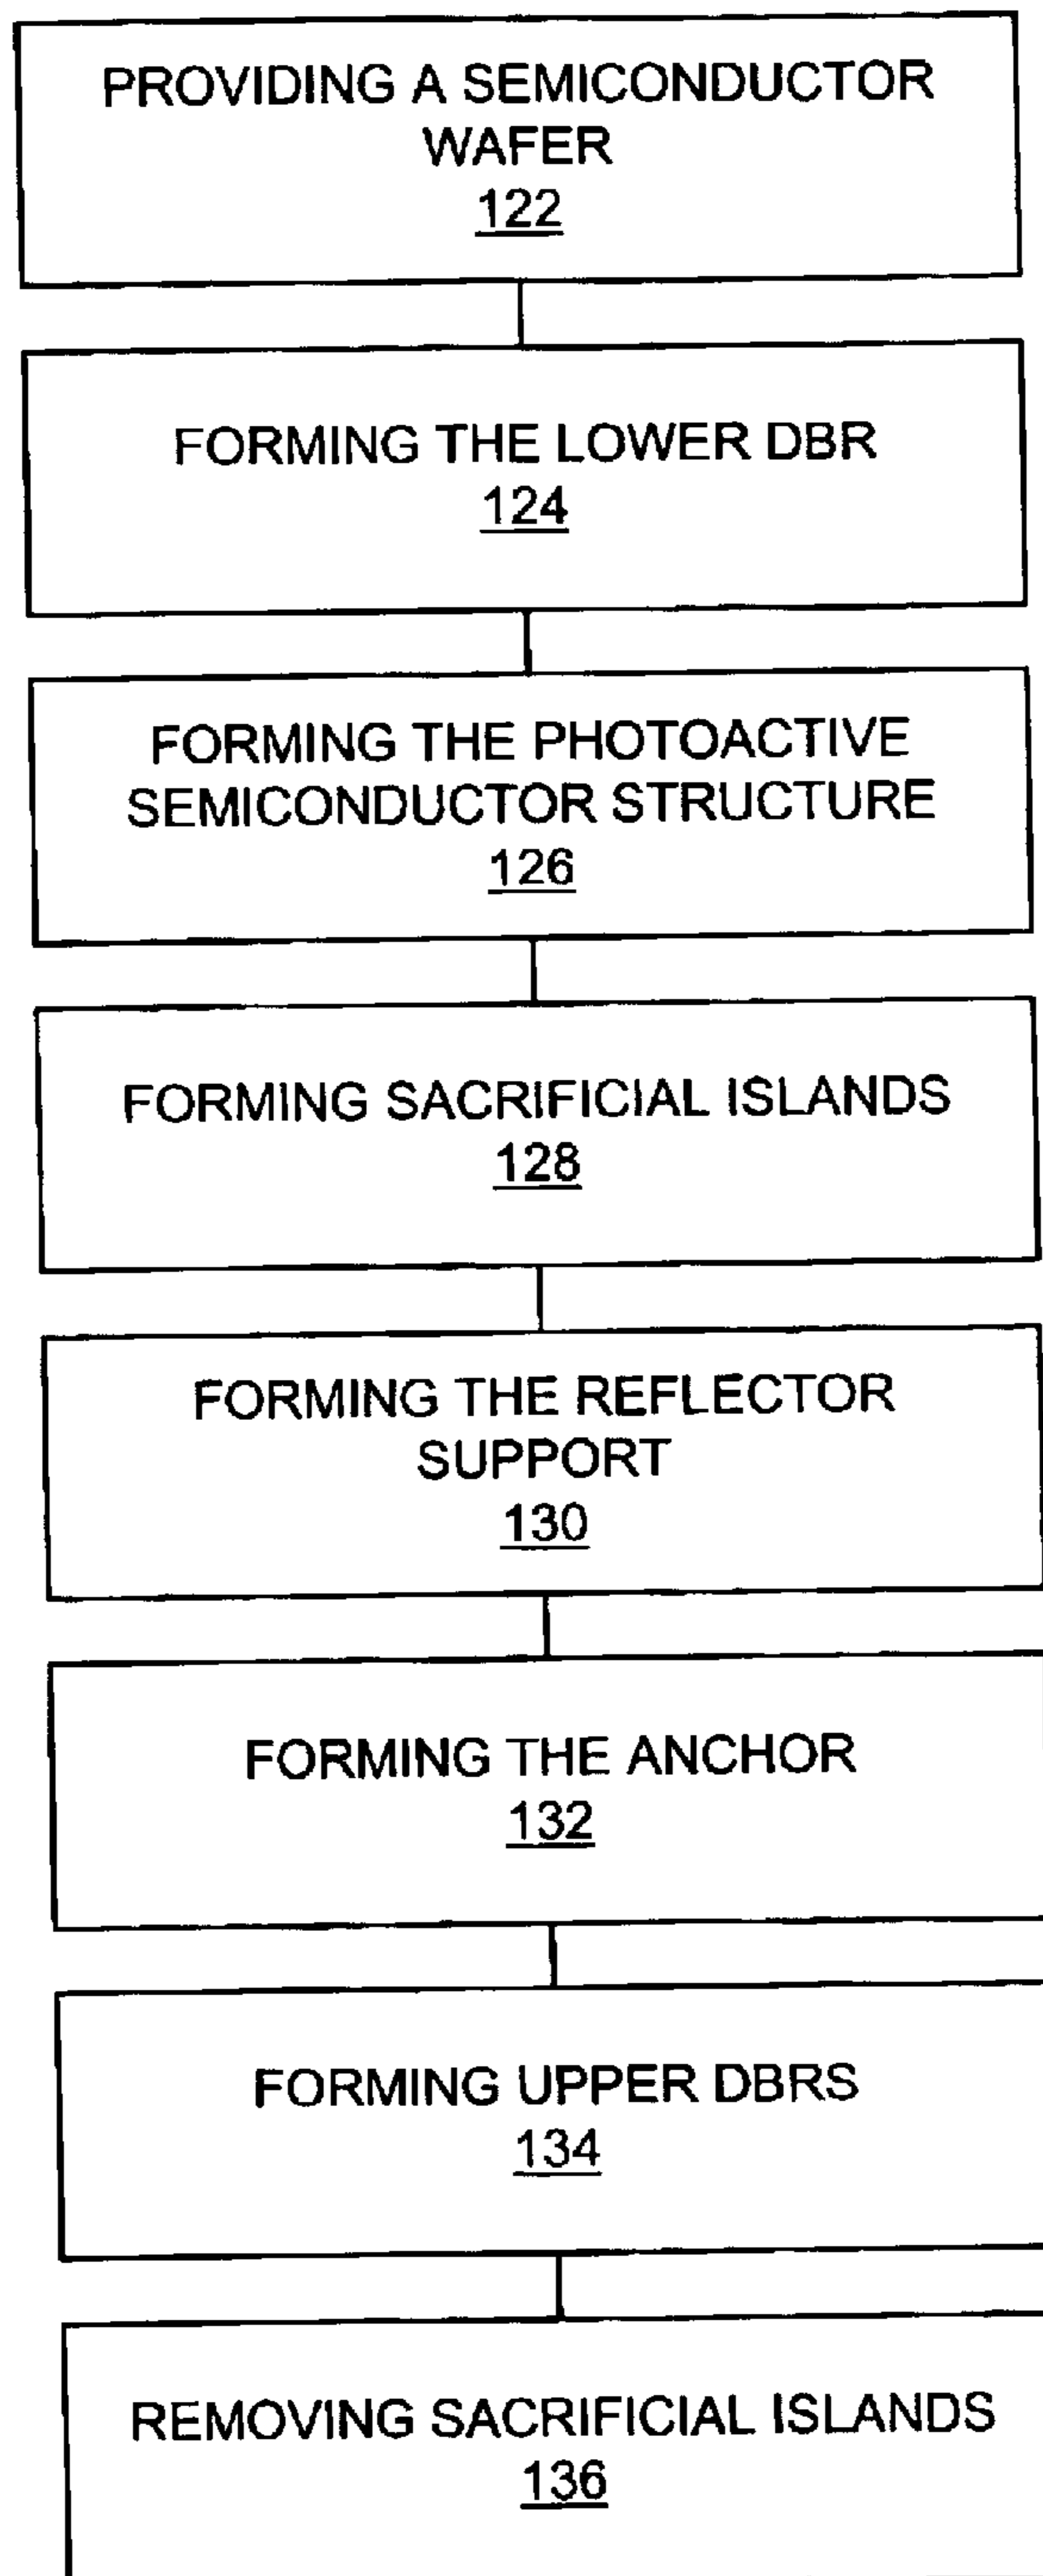 PROVIDING A SEMICONDUCTOR
WAFER
122
FORMING THE LOWER DBR
124
FORMING THE PHOTOACTIVE
SEMICONDUCTOR STRUCTURE
126
FORMING SACRIFICIAL ISLANDS
128
FORMING THE REFLECTOR
SUPPORT
130
FORMING THE ANCHOR
132
FORMING UPPER DBRS
134
REMOVING SACRIFICIAL ISLANDS
136